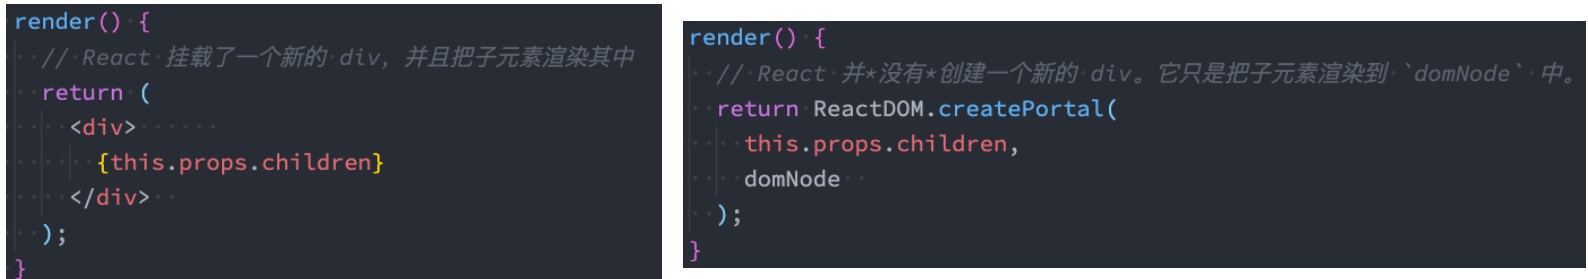 render() {
  // React 挂载了一个新的 div，并且把子元素渲染其中
  return (
    <div>
      {this.props.children}
    </div>
  );
}
render() {
  // React 并*没有*创建一个新的 div。它只是把子元素渲染到 `domNode` 中。
  return ReactDOM.createPortal(
    this.props.children,
    domNode
  );
}